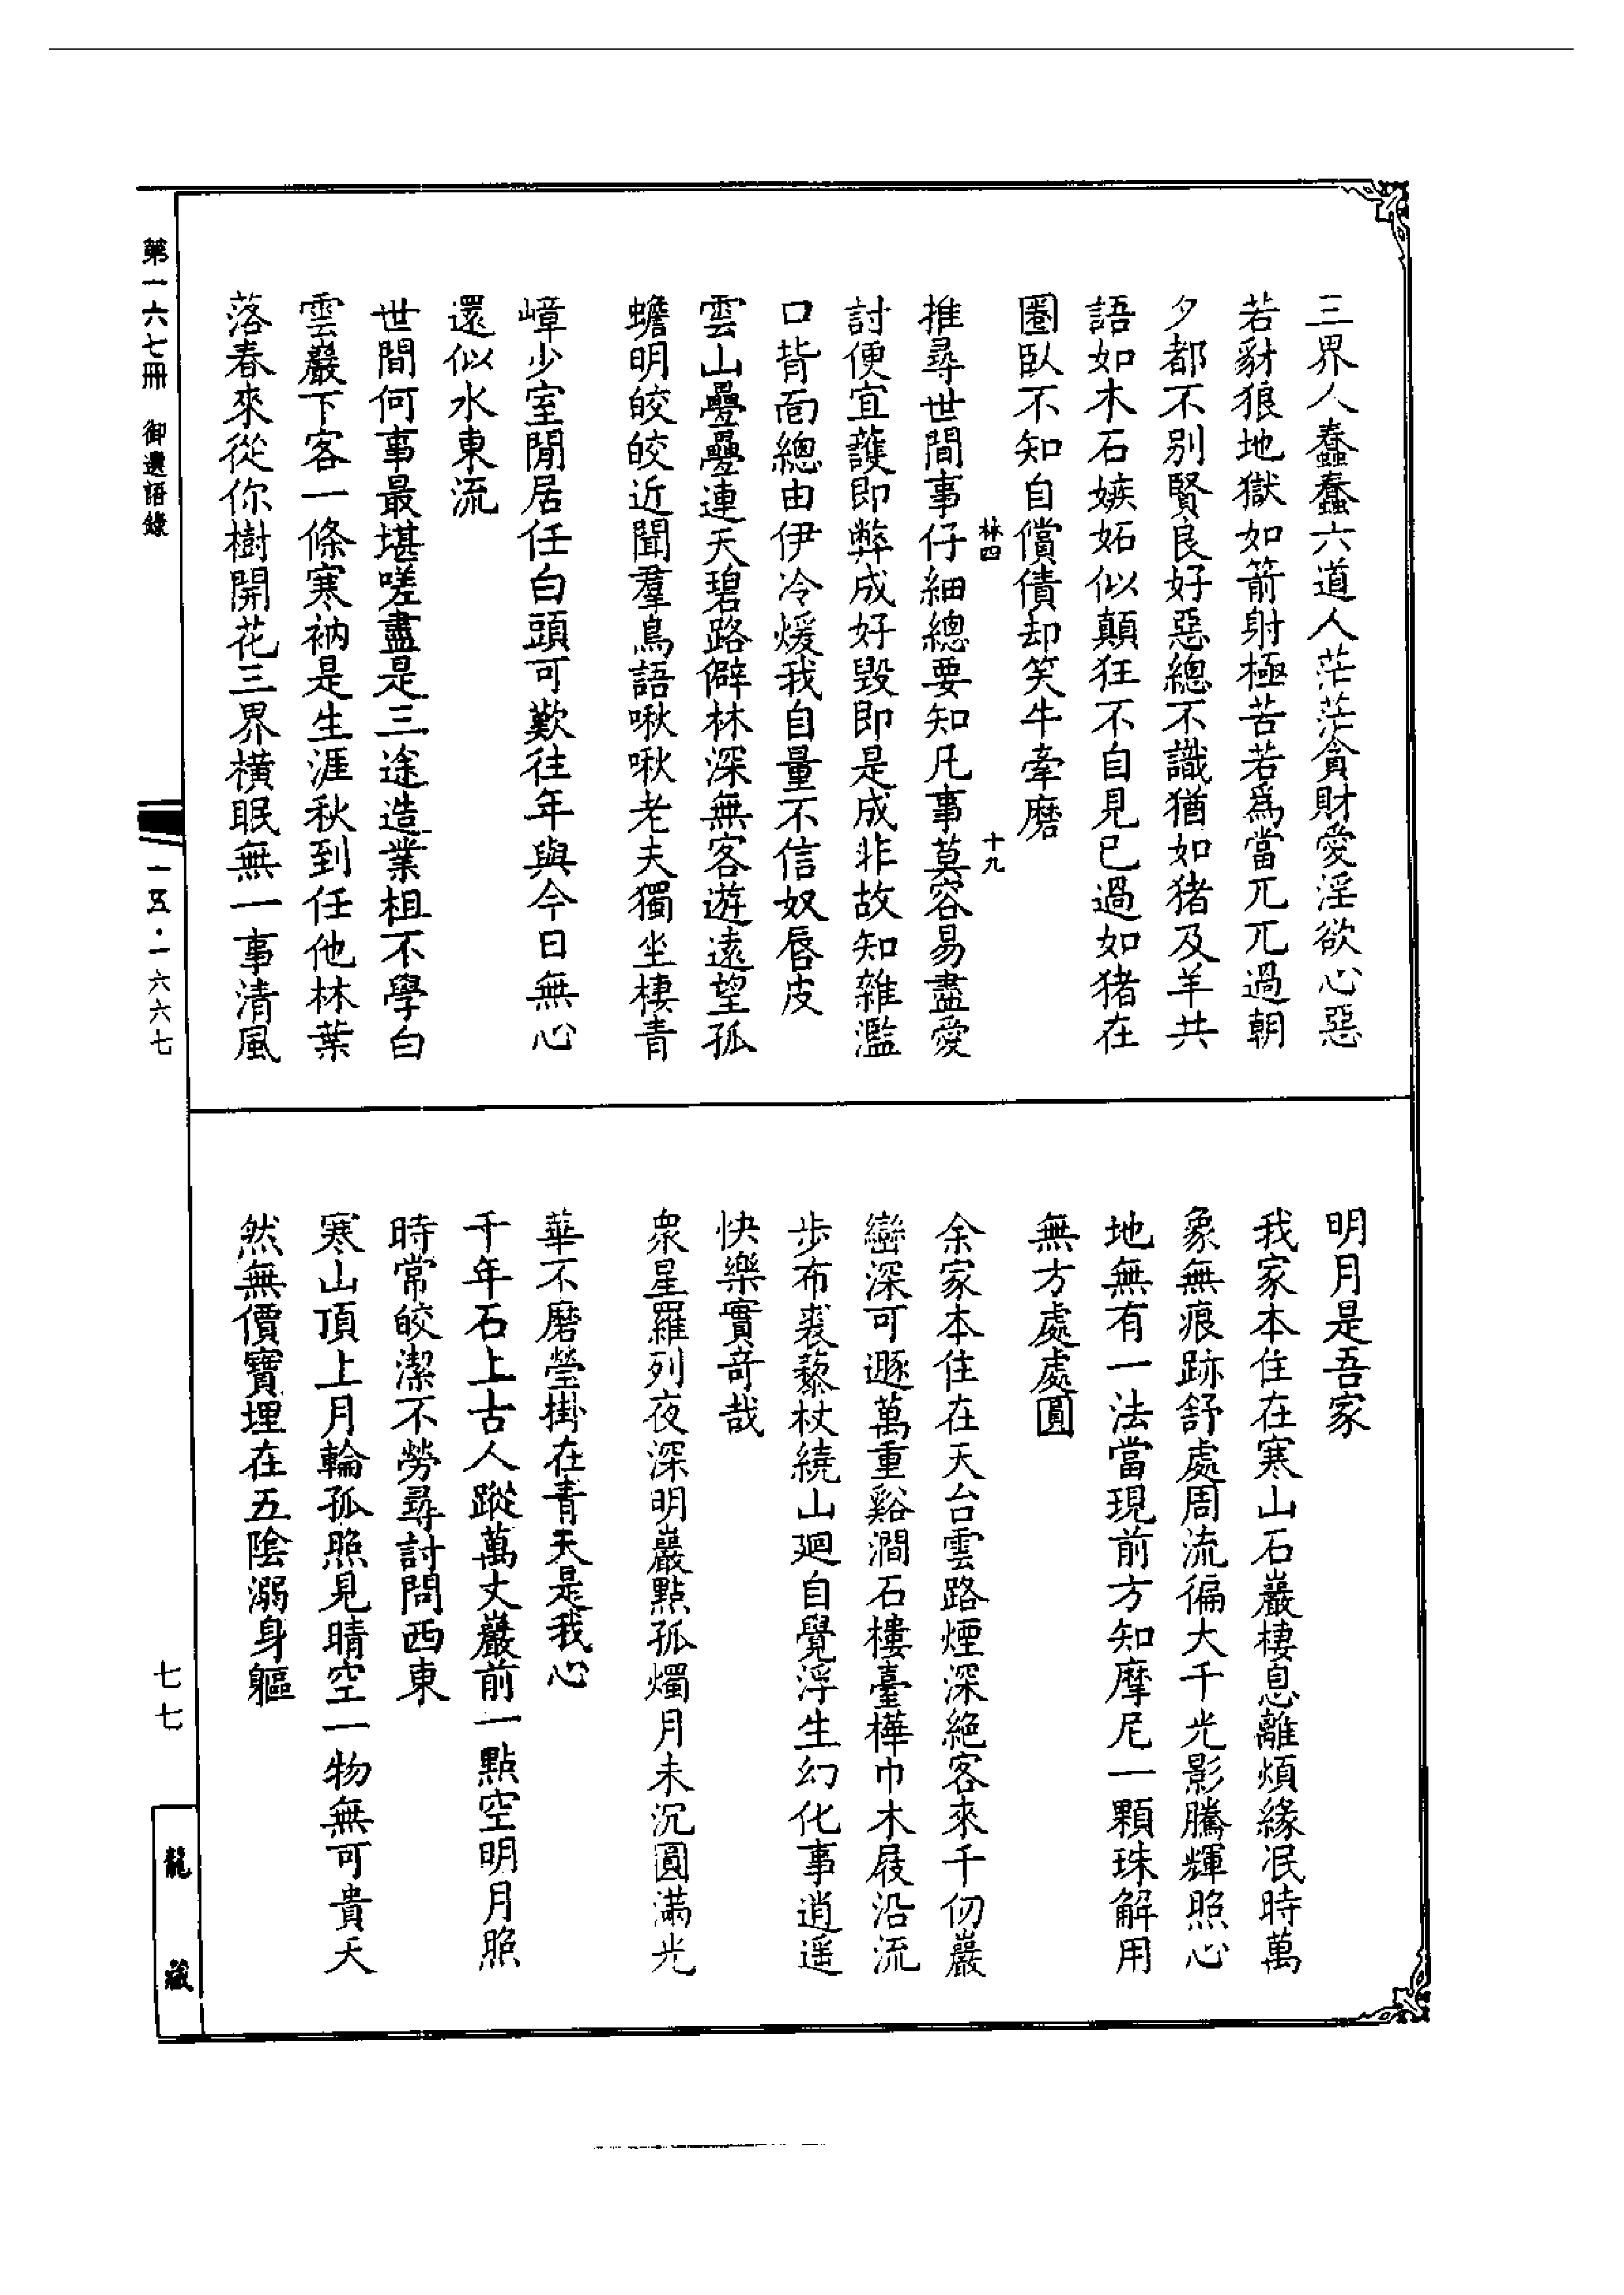 三界人蠢蠢六道人茫茫貪財愛淫欲心惡
若豺狼地獄如箭射極苦若爲當兀兀過朝
夕都不別賢良好惡總不識猶如猪及羊共
語如木石嫉妬似顛狂不自見已過如猪在
圈臥不知自償債却笑牛牽磨
林四
十九
推尋世間事仔細總要知凡事莫容易盡愛
討便宜護即弊成好毀即是成非故知雜濫
口背面總由伊冷煖我自量不信奴唇皮
雲山疊疊連天碧路僻林深無客遊遠望孤
蟾明皎皎近聞羣鳥語啾啾老夫獨坐棲青
嶂少室閒居任白頭可歎往年與今日無心
還似水東流
世間何事最堪嗟盡是三途造業柤不學白
雲巖下客一條寒衲是生涯秋到任他林葉
落春來從你樹開花三界橫眠無一事清風
明月是吾家
我家本住在寒山石巖棲息離煩緣泯時萬
象無痕跡舒處周流徧大千光影騰輝照心
地無有一法當現前方知摩尼一顆珠解用
無方處處圓
余家本住在天台雲路煙深絕客來千仞巖
巒深可遯萬重谿澗石樓臺樺巾木屐沿流
步布裘藜杖繞山廻自覺浮生幻化事逍遥
快樂實竒哉
眾星羅列夜深明巖點孤燭月未沉圓滿光
華不磨瑩掛在青天是我心
千年石上古人蹤萬丈巖前一點空明月照
時常皎潔不勞尋討問西東
寒山頂上月輪孤照見晴空一物無可貴天
然無價寶埋在五陰溺身軀
第一六七冊　御選語錄
一五·一六六七
七七
龍藏